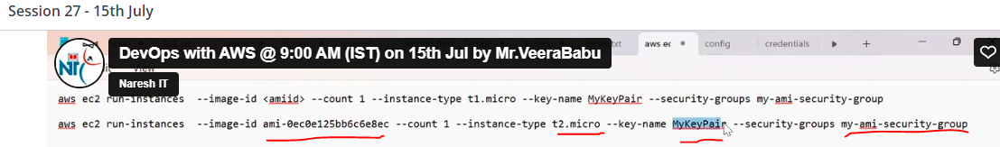 Session 27 - 15th July
DevOps with AWS @ 9:00 AM (IST) on 15th Jul by Mr.VeeraBabu
txt
aws ec
config
credentials
Naresh IT
aws ec2 run-instances --image-id <amiid> --count 1 --instance-type t1.micro --key-name MyKeyPair --security-groups my-ami-security-group
aws ec2 run-instances --image-id ami-0ec0e125bb6c6e8ec --count 1 --instance-type t2.micro --key-name MyKeyPair --security-groups my-ami-security-group